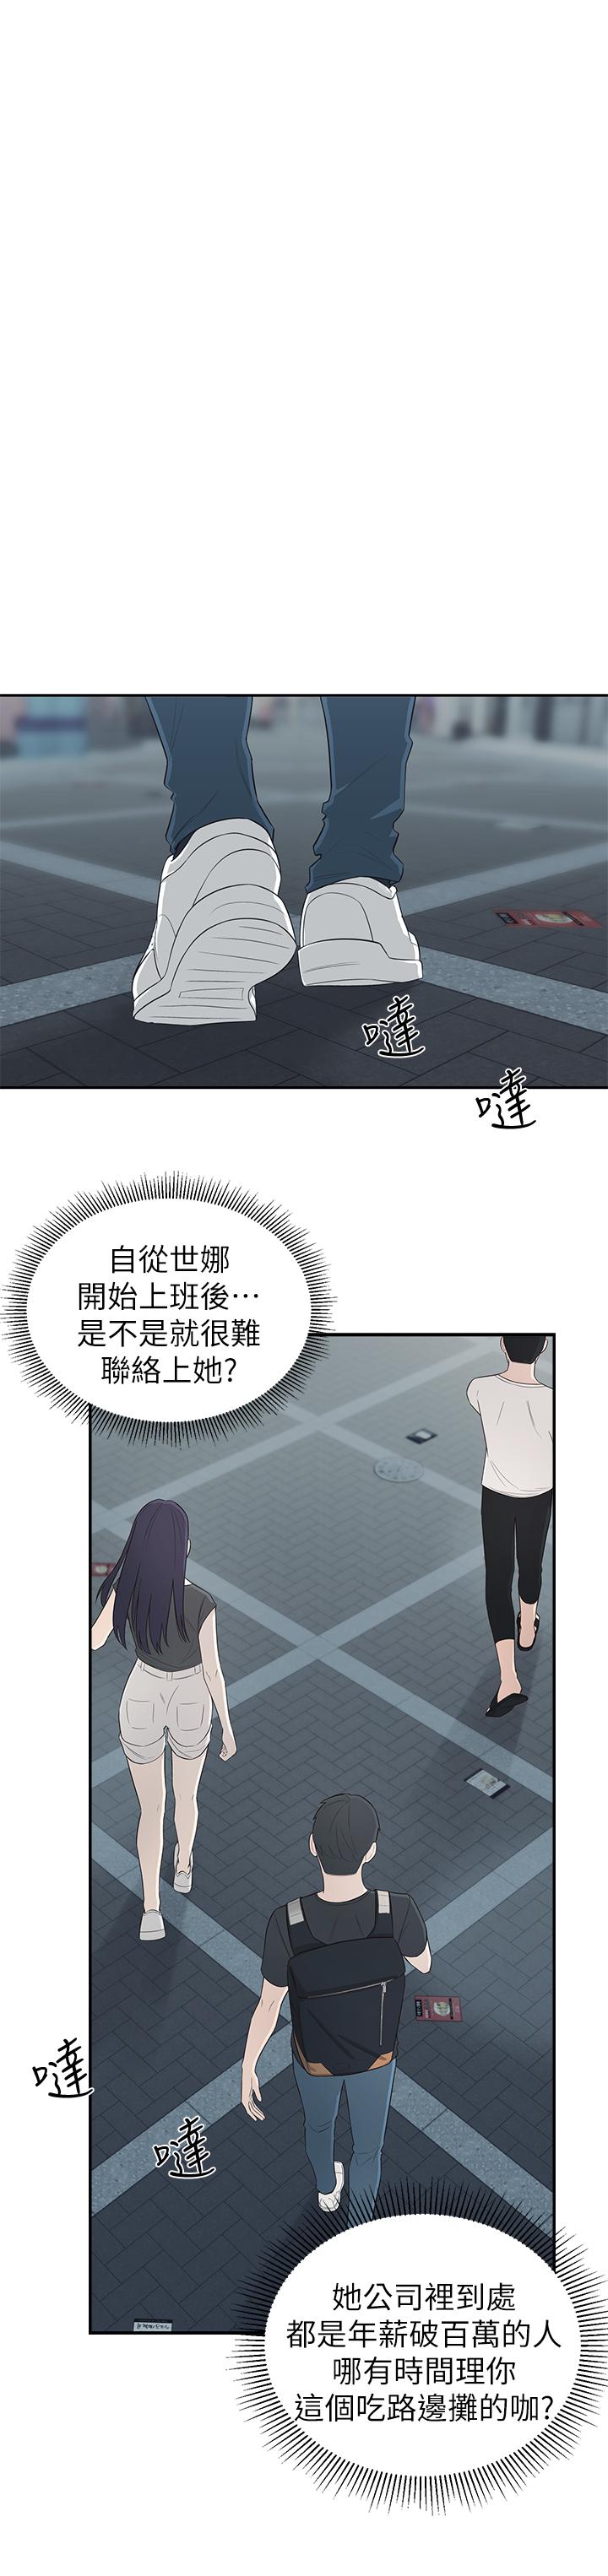 噠
噠
自從世娜
開始上班後⋯
是不是就很難
聯絡上她?
噠
噠
她公司裡到處
都是年薪破百萬的人
哪有時間理你
這個吃路邊攤的咖?